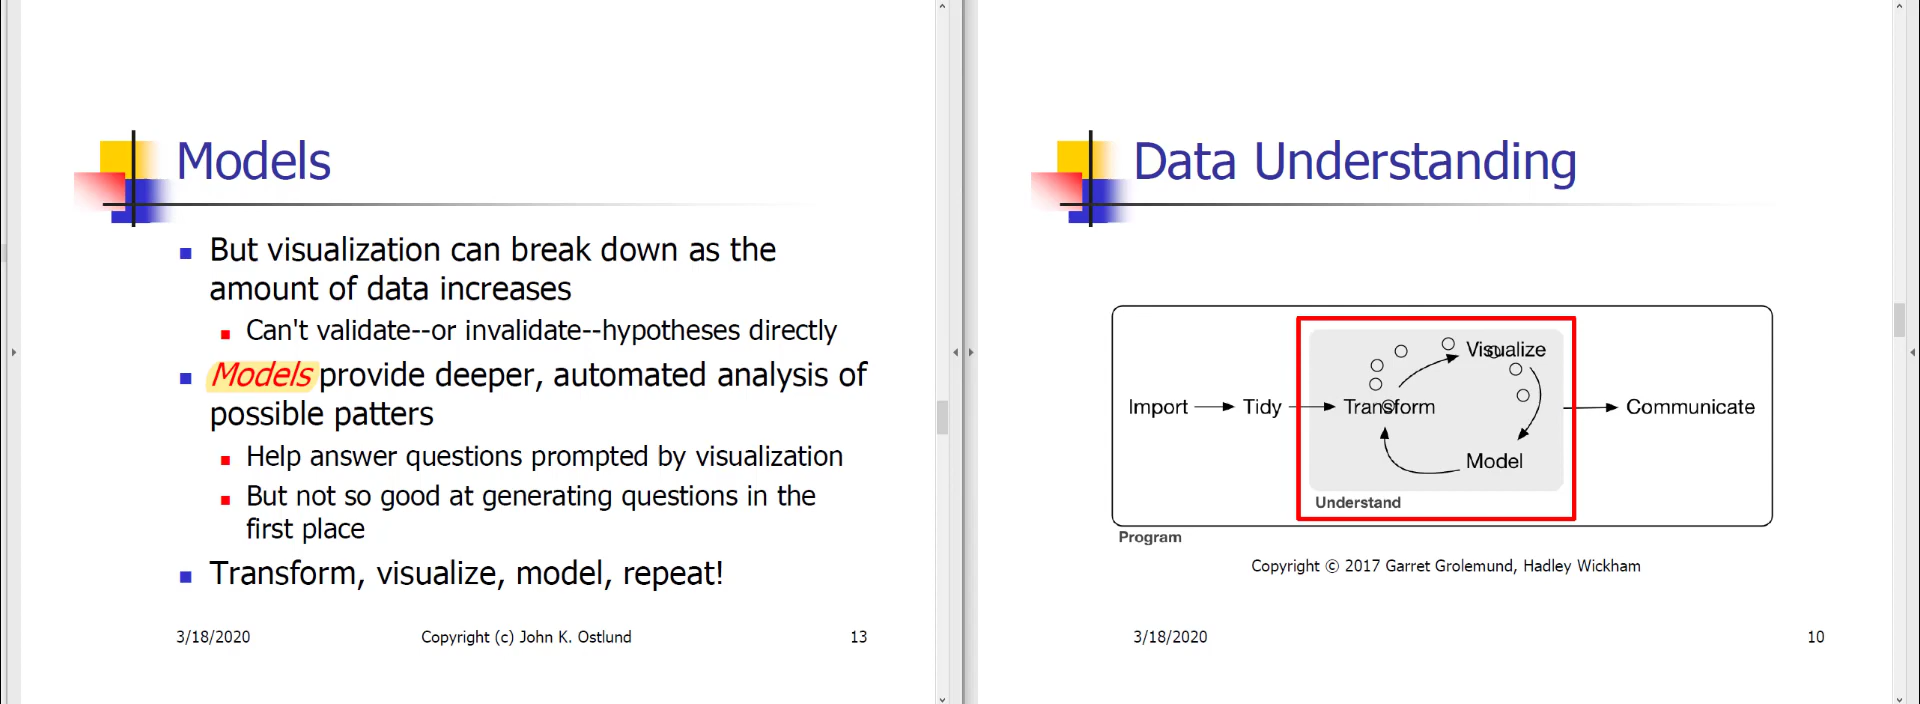 Models
But visualization can break down as the
amount of data increases
Can't validate--or invalidate--hypotheses directly
Models provide deeper, automated analysis of
possible patters
Help answer questions prompted by visualization
But not so good at generating questions in the
first place
Transform, visualize, model, repeat!
3/18/2020
Copyright (c) John K. Ostlund
13
Data Understanding
Visualize
Import
Tidy
Transform
Communicate
Model
Understand
Program
Copyright © 2017 Garret Grolemund, Hadley Wickham
3/18/2020
10